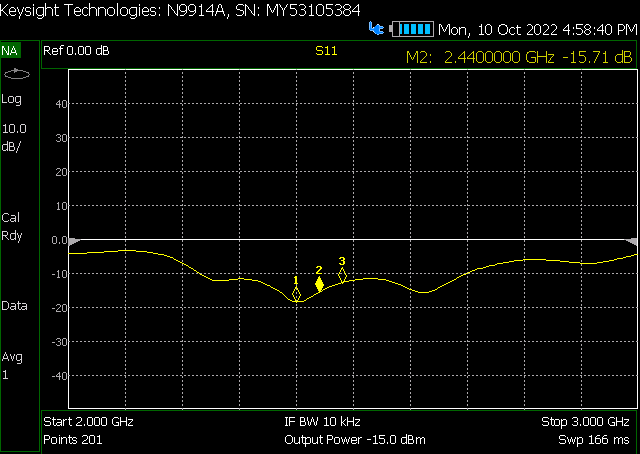 Keysight Technologies: N9914A, SN: MY53105384
Mon, 10 Oct 2022 4:58:40 PM
NA Ref 0.00 dB S11 M2: 2.4400000 GHz -15.71 dB
Log
10.0
dB/
Cal
Rdy
Data
Avg
1
40
30
20
10
0.0
-10
-20
-30
-40
1
2
3
Start 2.000 GHz IF BW 10 kHz Stop 3.000 GHz
Points 201 Output Power -15.0 dBm Swp 166 ms